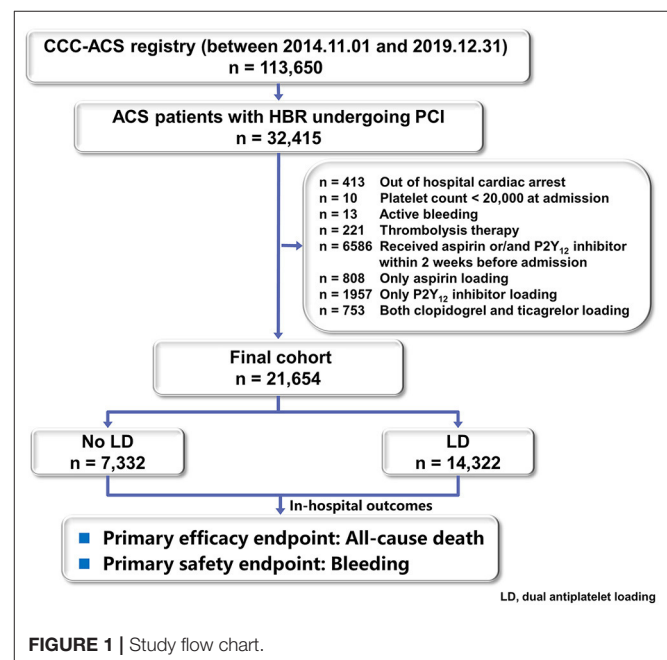 CCC-ACS registry (between 2014.11.01 and 2019.12.31)
n = 113,650
ACS patients with HBR undergoing PCI
n = 32,415
n = 413 Out of hospital cardiac arrest
n = 10 Platelet count < 20,000 at admission
n = 13 Active bleeding
n = 221 Thrombolysis therapy
n = 6586 Received aspirin or/and P2Y₁₂ inhibitor
within 2 weeks before admission
n = 808 Only aspirin loading
n = 1957 Only P2Y₁₂ inhibitor loading
n = 753 Both clopidogrel and ticagrelor loading
Final cohort
n = 21,654
No LD
n = 7,332
LD
n = 14,322
In-hospital outcomes
Primary efficacy endpoint: All-cause death
Primary safety endpoint: Bleeding
LD, dual antiplatelet loading
FIGURE 1 | Study flow chart.